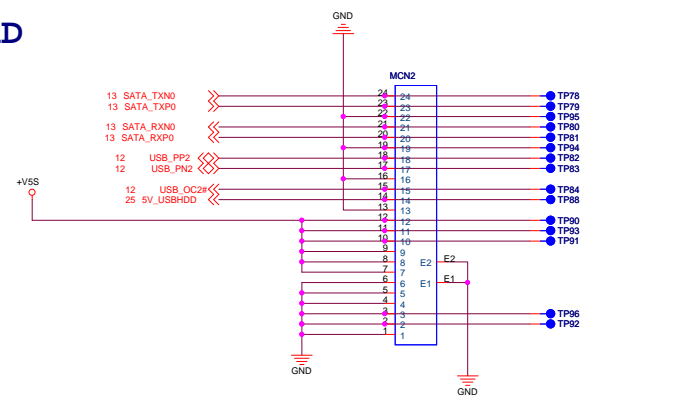 D
GND
MCN2
13 SATA_TXN0 24 24 TP78
13 SATA_TXP0 23 23 TP79
22 22 TP95
13 SATA_RXN0 21 21 TP80
13 SATA_RXP0 20 20 TP81
19 19 TP94
12 USB_PP2 18 18 TP82
12 USB_PN2 17 17 TP83
+V5S 16 16
12 USB_OC2# 15 15 TP84
25 5V_USBHDD 14 14 TP88
13 13
12 12 TP90
11 11 TP93
10 10 TP91
9 9
8 8 E2 E2
7 7
6 6 E1 E1
5 5
4 4
3 3 TP96
2 2 TP92
1 1
GND
GND